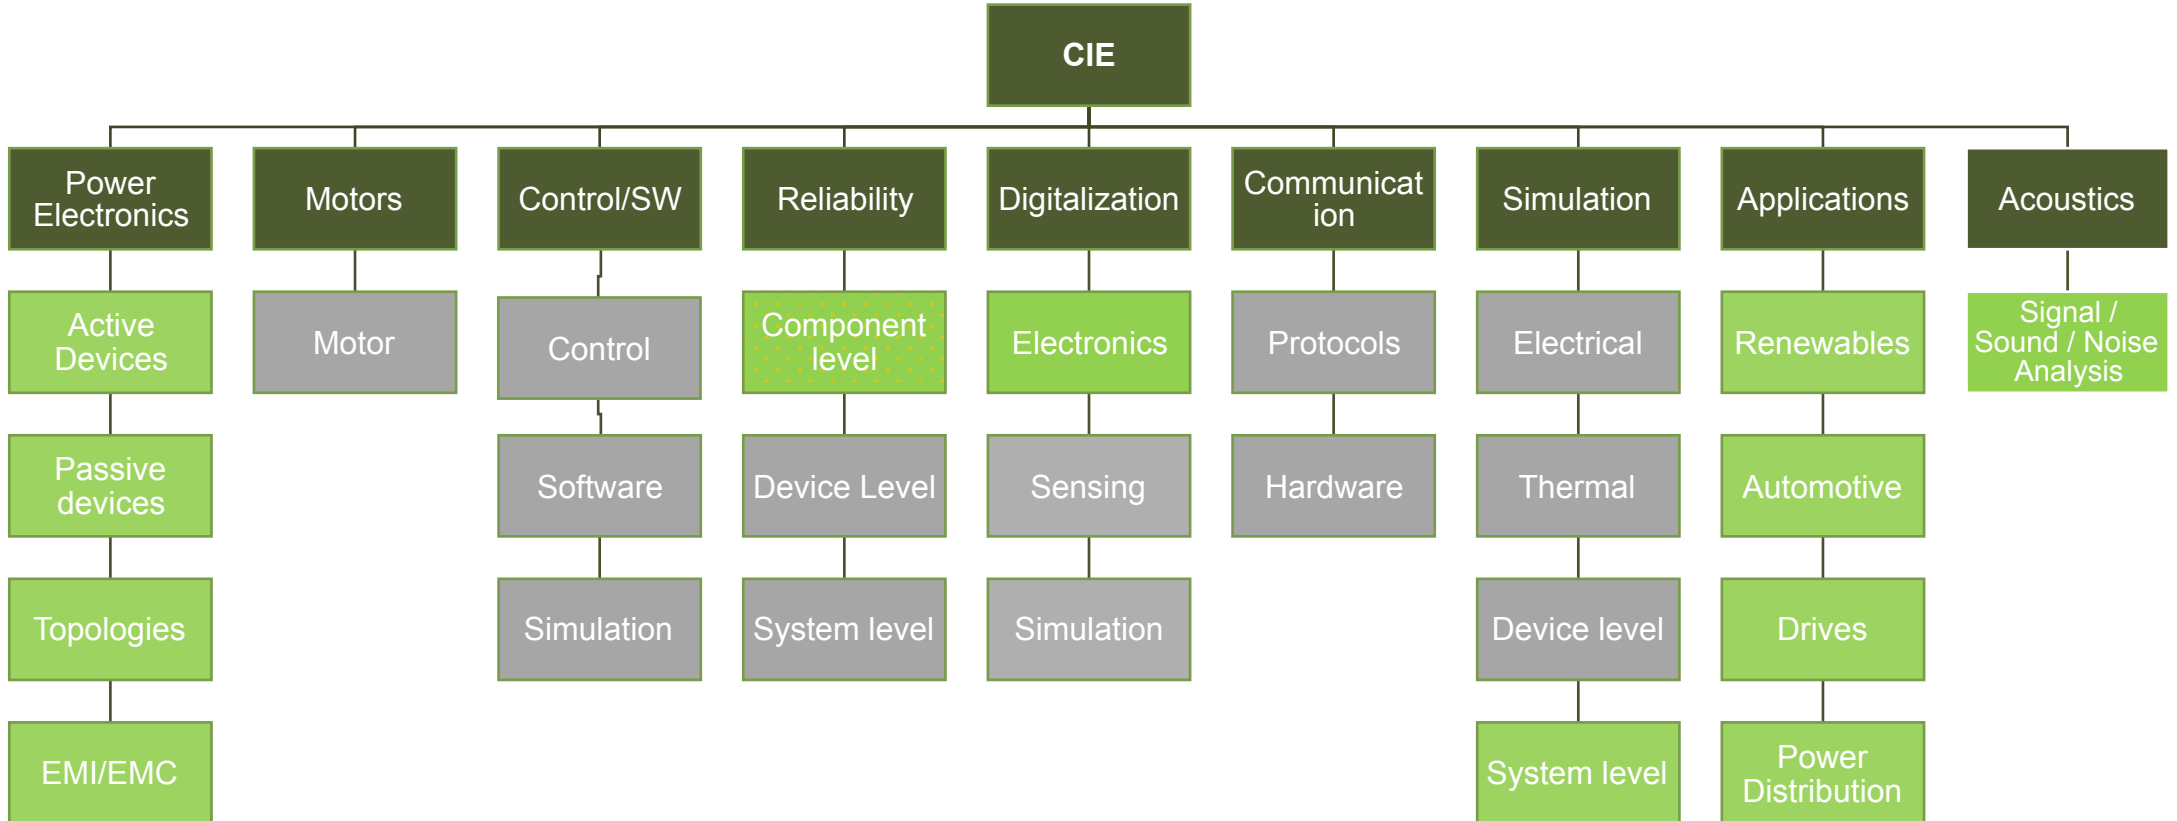 CIE
Power
Electronics
Motors
Control/SW
Reliability
Digitalization
Communicat
ion
Simulation
Applications
Acoustics
Active
Devices
Motor
Control
Component
level
Electronics
Protocols
Electrical
Renewables
Signal /
Sound / Noise
Analysis
Passive
devices
Software
Device Level
Sensing
Hardware
Thermal
Automotive
Topologies
Simulation
System level
Simulation
Device level
Drives
EMI/EMC
System level
Power
Distribution